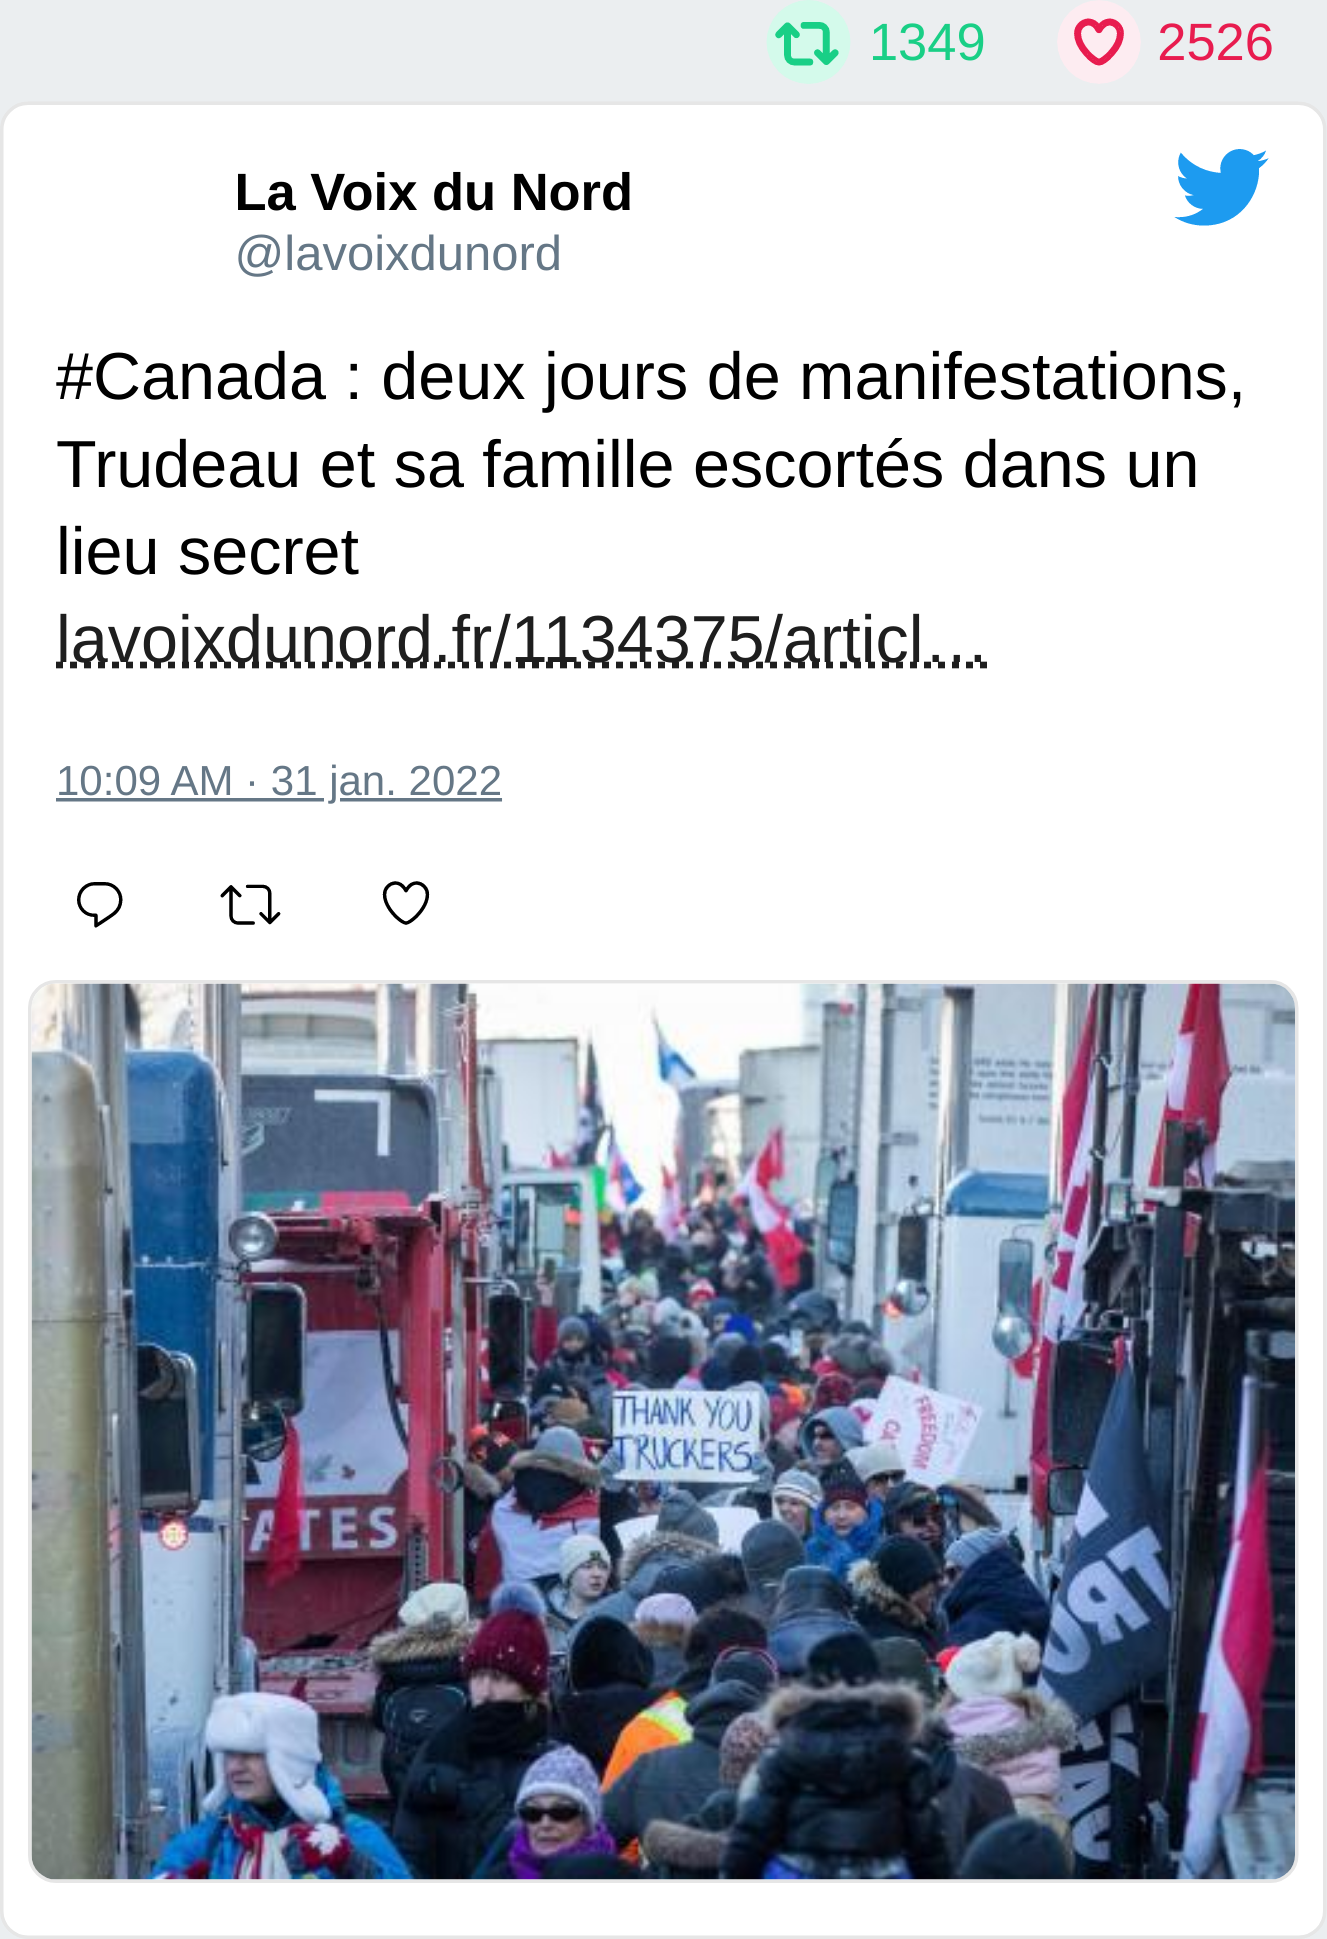 1349 2526
La Voix du Nord
@lavoixdunord
#Canada : deux jours de manifestations,
Trudeau et sa famille escortés dans un
lieu secret
lavoixdunord.fr/1134375/articl…
10:09 AM · 31 jan. 2022
THANK YOU
TRUCKERS
FREEDOM
ATES
TRU